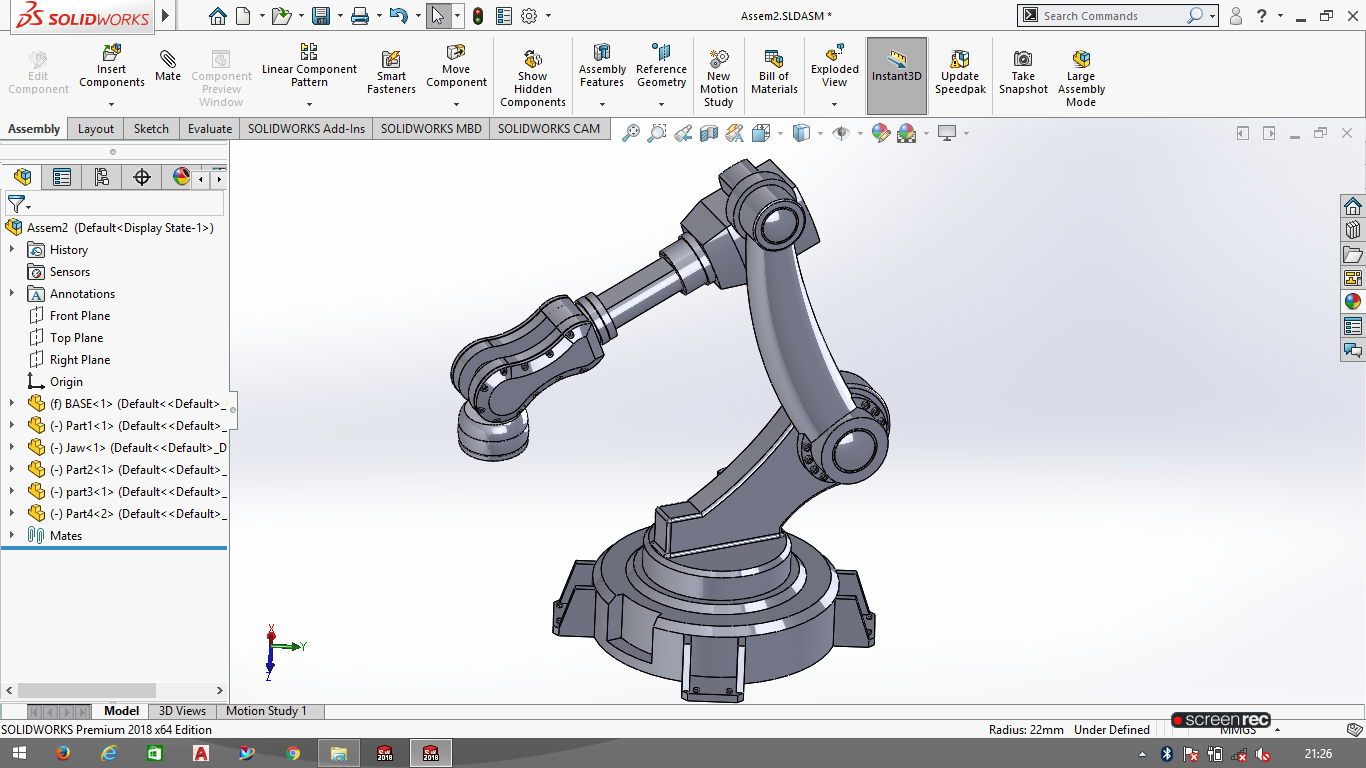 SOLIDWORKS
Assem2.SLDASM *
Search Commands
?
Edit Component
Insert Components
Mate
Component Preview Window
Linear Component Pattern
Smart Fasteners
Move Component
Show Hidden Components
Assembly Features
Reference Geometry
New Motion Study
Bill of Materials
Exploded View
Instant3D
Update Speedpak
Take Snapshot
Large Assembly Mode
Assembly
Layout
Sketch
Evaluate
SOLIDWORKS Add-Ins
SOLIDWORKS MBD
SOLIDWORKS CAM
Assem2 (Default<Display State-1>)
History
Sensors
Annotations
Front Plane
Top Plane
Right Plane
Origin
(f) BASE<1> (Default<<Default>_
(-) Part1<1> (Default<<Default>_
(-) Jaw<1> (Default<<Default>_D
(-) Part2<1> (Default<<Default>_
(-) part3<1> (Default<<Default>_
(-) Part4<2> (Default<<Default>_
Mates
X
Y
Z
Model
3D Views
Motion Study 1
SOLIDWORKS Premium 2018 x64 Edition
Radius: 22mm
Under Defined
MMGS
screenrec
SW 2018
SW 2018
21:26